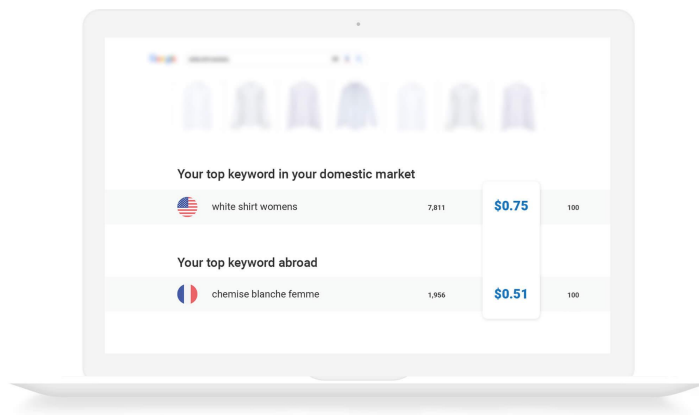 Your top keyword in your domestic market
white shirt womens 7,811 $0.75 100
Your top keyword abroad
chemise blanche femme 1,956 $0.51 100